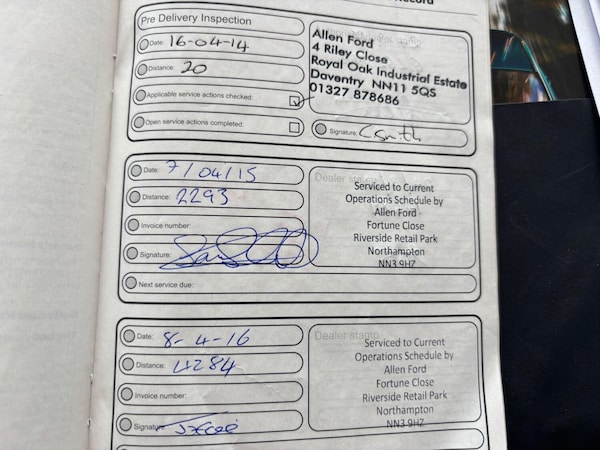 Record
Pre Delivery Inspection
Date: 16-04-14
Distance: 20
Applicable service actions checked:
Open service actions completed:
Allen Ford
4 Riley Close
Royal Oak Industrial Estate
Daventry NN11 5QS
01327 878686
Signature: CSmith
Date: 7/04/15
Distance: 2293
Invoice number:
Signature:
Next service due:
Dealer stamp
Serviced to Current
Operations Schedule by
Allen Ford
Fortune Close
Riverside Retail Park
Northampton
NN3 9HZ
Date: 8-4-16
Distance: 4284
Invoice number:
Signature:
Dealer stamp
Serviced to Current
Operations Schedule by
Allen Ford
Fortune Close
Riverside Retail Park
Northampton
NN3 9HZ